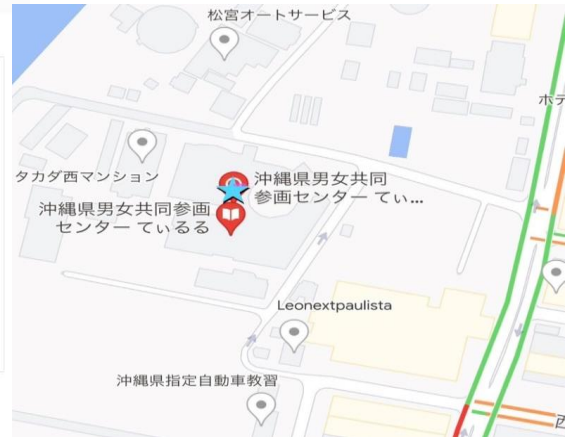 松宮オートサービス
ホテ
タカダ西マンション
沖縄県男女共同
参画センター てぃ...
沖縄県男女共同参画
センター てぃるる
Leonextpaulista
沖縄県指定自動車教習
西